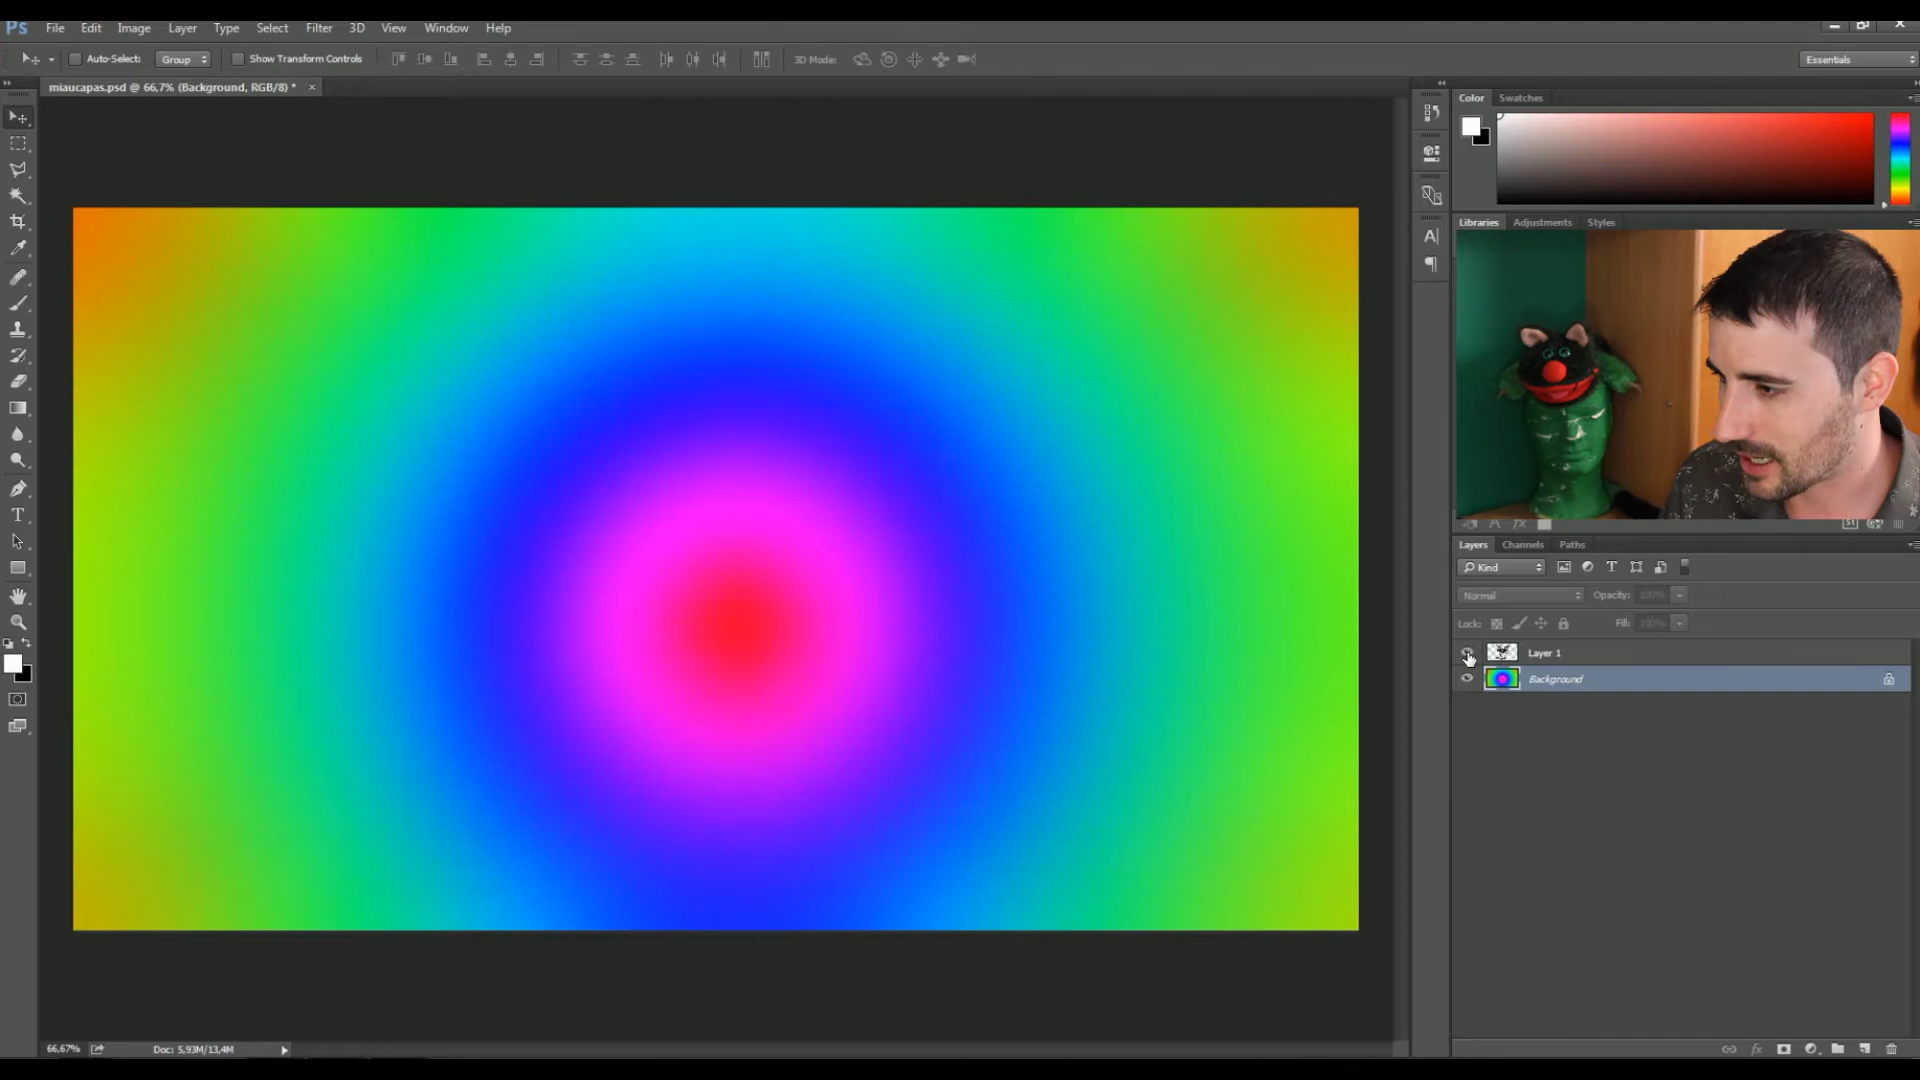 Ps File Edit Image Layer Type Select Filter 3D View Window Help
Auto-Select: Group Show Transform Controls 3D Mode: Essentials
miaucapas.psd @ 66,7% (Background, RGB/8) * ×
Color Swatches
Libraries Adjustments Styles
Layers Channels Paths
Kind
Normal Opacity: 100%
Lock: Fill: 100%
Layer 1
Background
66,67% Doc: 5,93M/13,4M